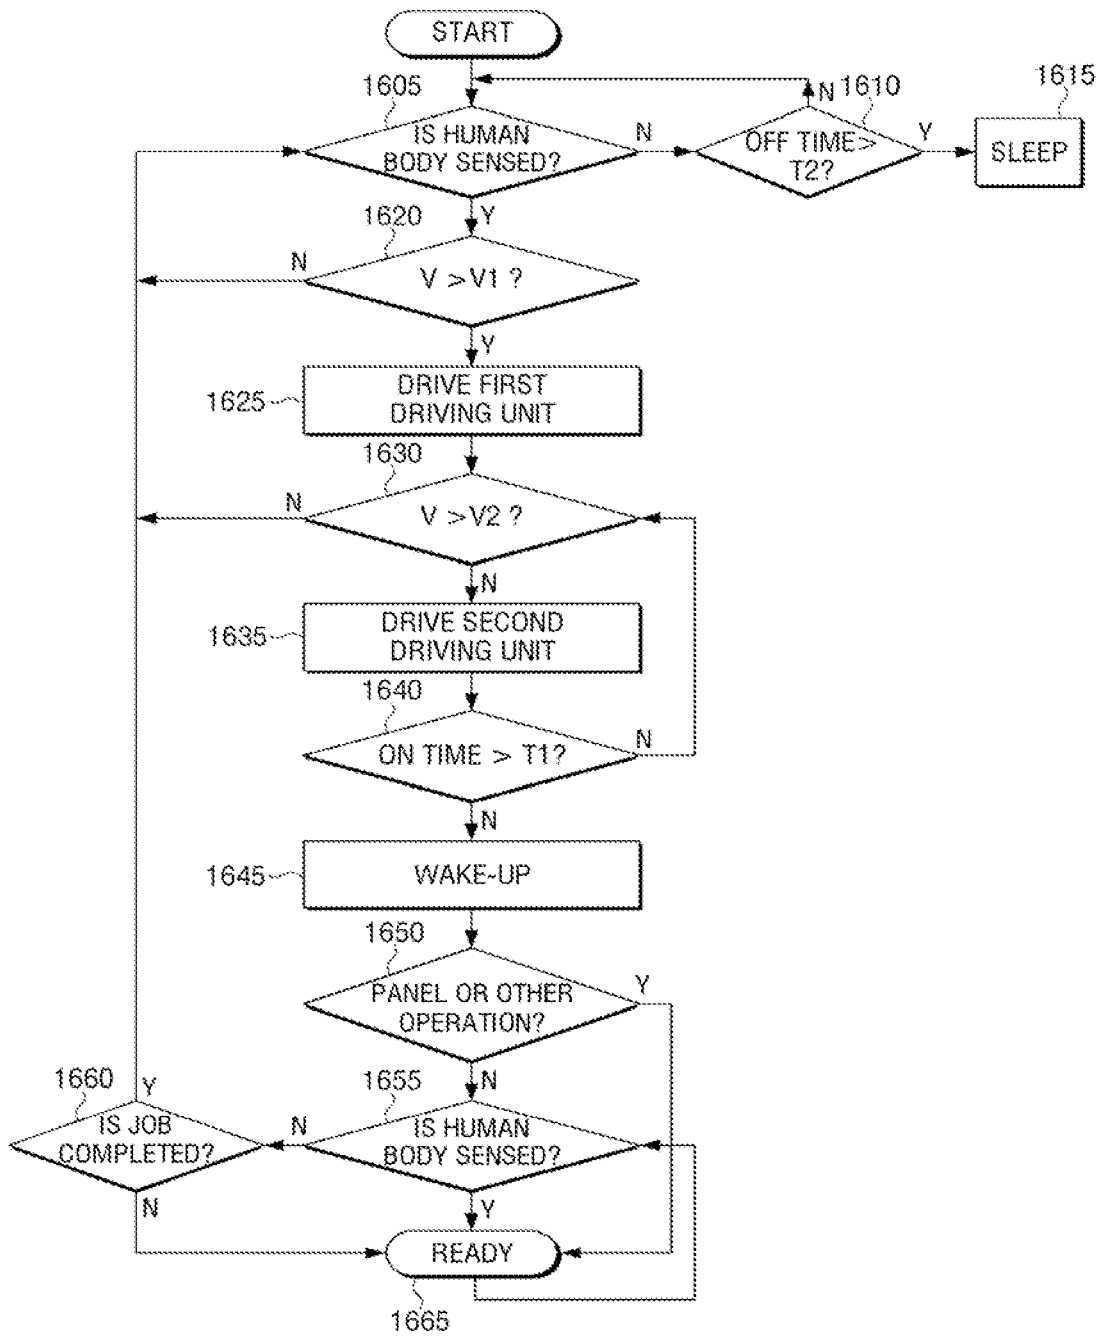 START
1605
IS HUMAN
BODY SENSED?
N
N
1610
OFF TIME>
T2?
Y
1615
SLEEP
Y
1620
N
V >V1 ?
Y
1625
DRIVE FIRST
DRIVING UNIT
1630
N
V >V2 ?
N
1635
DRIVE SECOND
DRIVING UNIT
1640
ON TIME > T1?
N
N
1645
WAKE-UP
1650
PANEL OR OTHER
OPERATION?
Y
N
1660
Y
IS JOB
COMPLETED?
N
1655
N
IS HUMAN
BODY SENSED?
Y
READY
1665